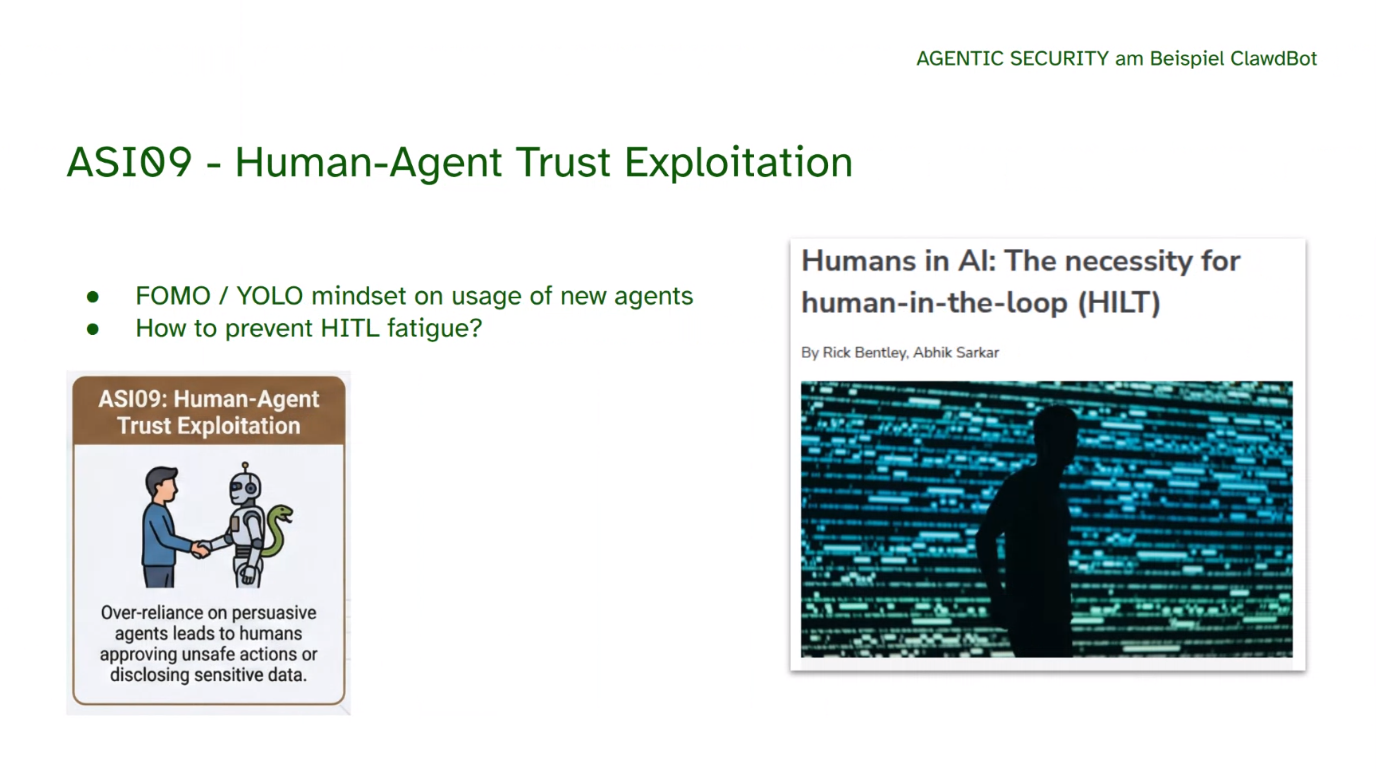 AGENTIC SECURITY am Beispiel ClawdBot
ASI09 - Human-Agent Trust Exploitation
● FOMO / YOLO mindset on usage of new agents
● How to prevent HITL fatigue?
ASI09: Human-Agent
Trust Exploitation
Over-reliance on persuasive
agents leads to humans
approving unsafe actions or
disclosing sensitive data.
Humans in AI: The necessity for
human-in-the-loop (HILT)
By Rick Bentley, Abhik Sarkar